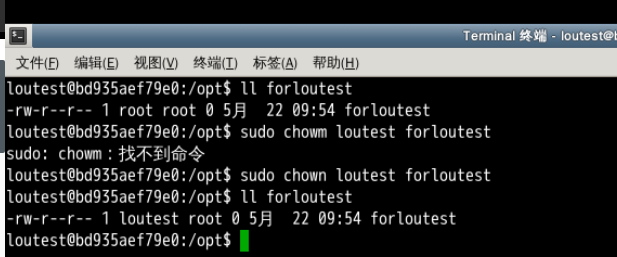 Terminal 终端 - loutest@b
文件(F) 编辑(E) 视图(V) 终端(T) 标签(A) 帮助(H)
loutest@bd935aef79e0:/opt$ ll forloutest
-rw-r--r-- 1 root root 0 5月  22 09:54 forloutest
loutest@bd935aef79e0:/opt$ sudo chowm loutest forloutest
sudo: chowm：找不到命令
loutest@bd935aef79e0:/opt$ sudo chown loutest forloutest
loutest@bd935aef79e0:/opt$ ll forloutest
-rw-r--r-- 1 loutest root 0 5月  22 09:54 forloutest
loutest@bd935aef79e0:/opt$